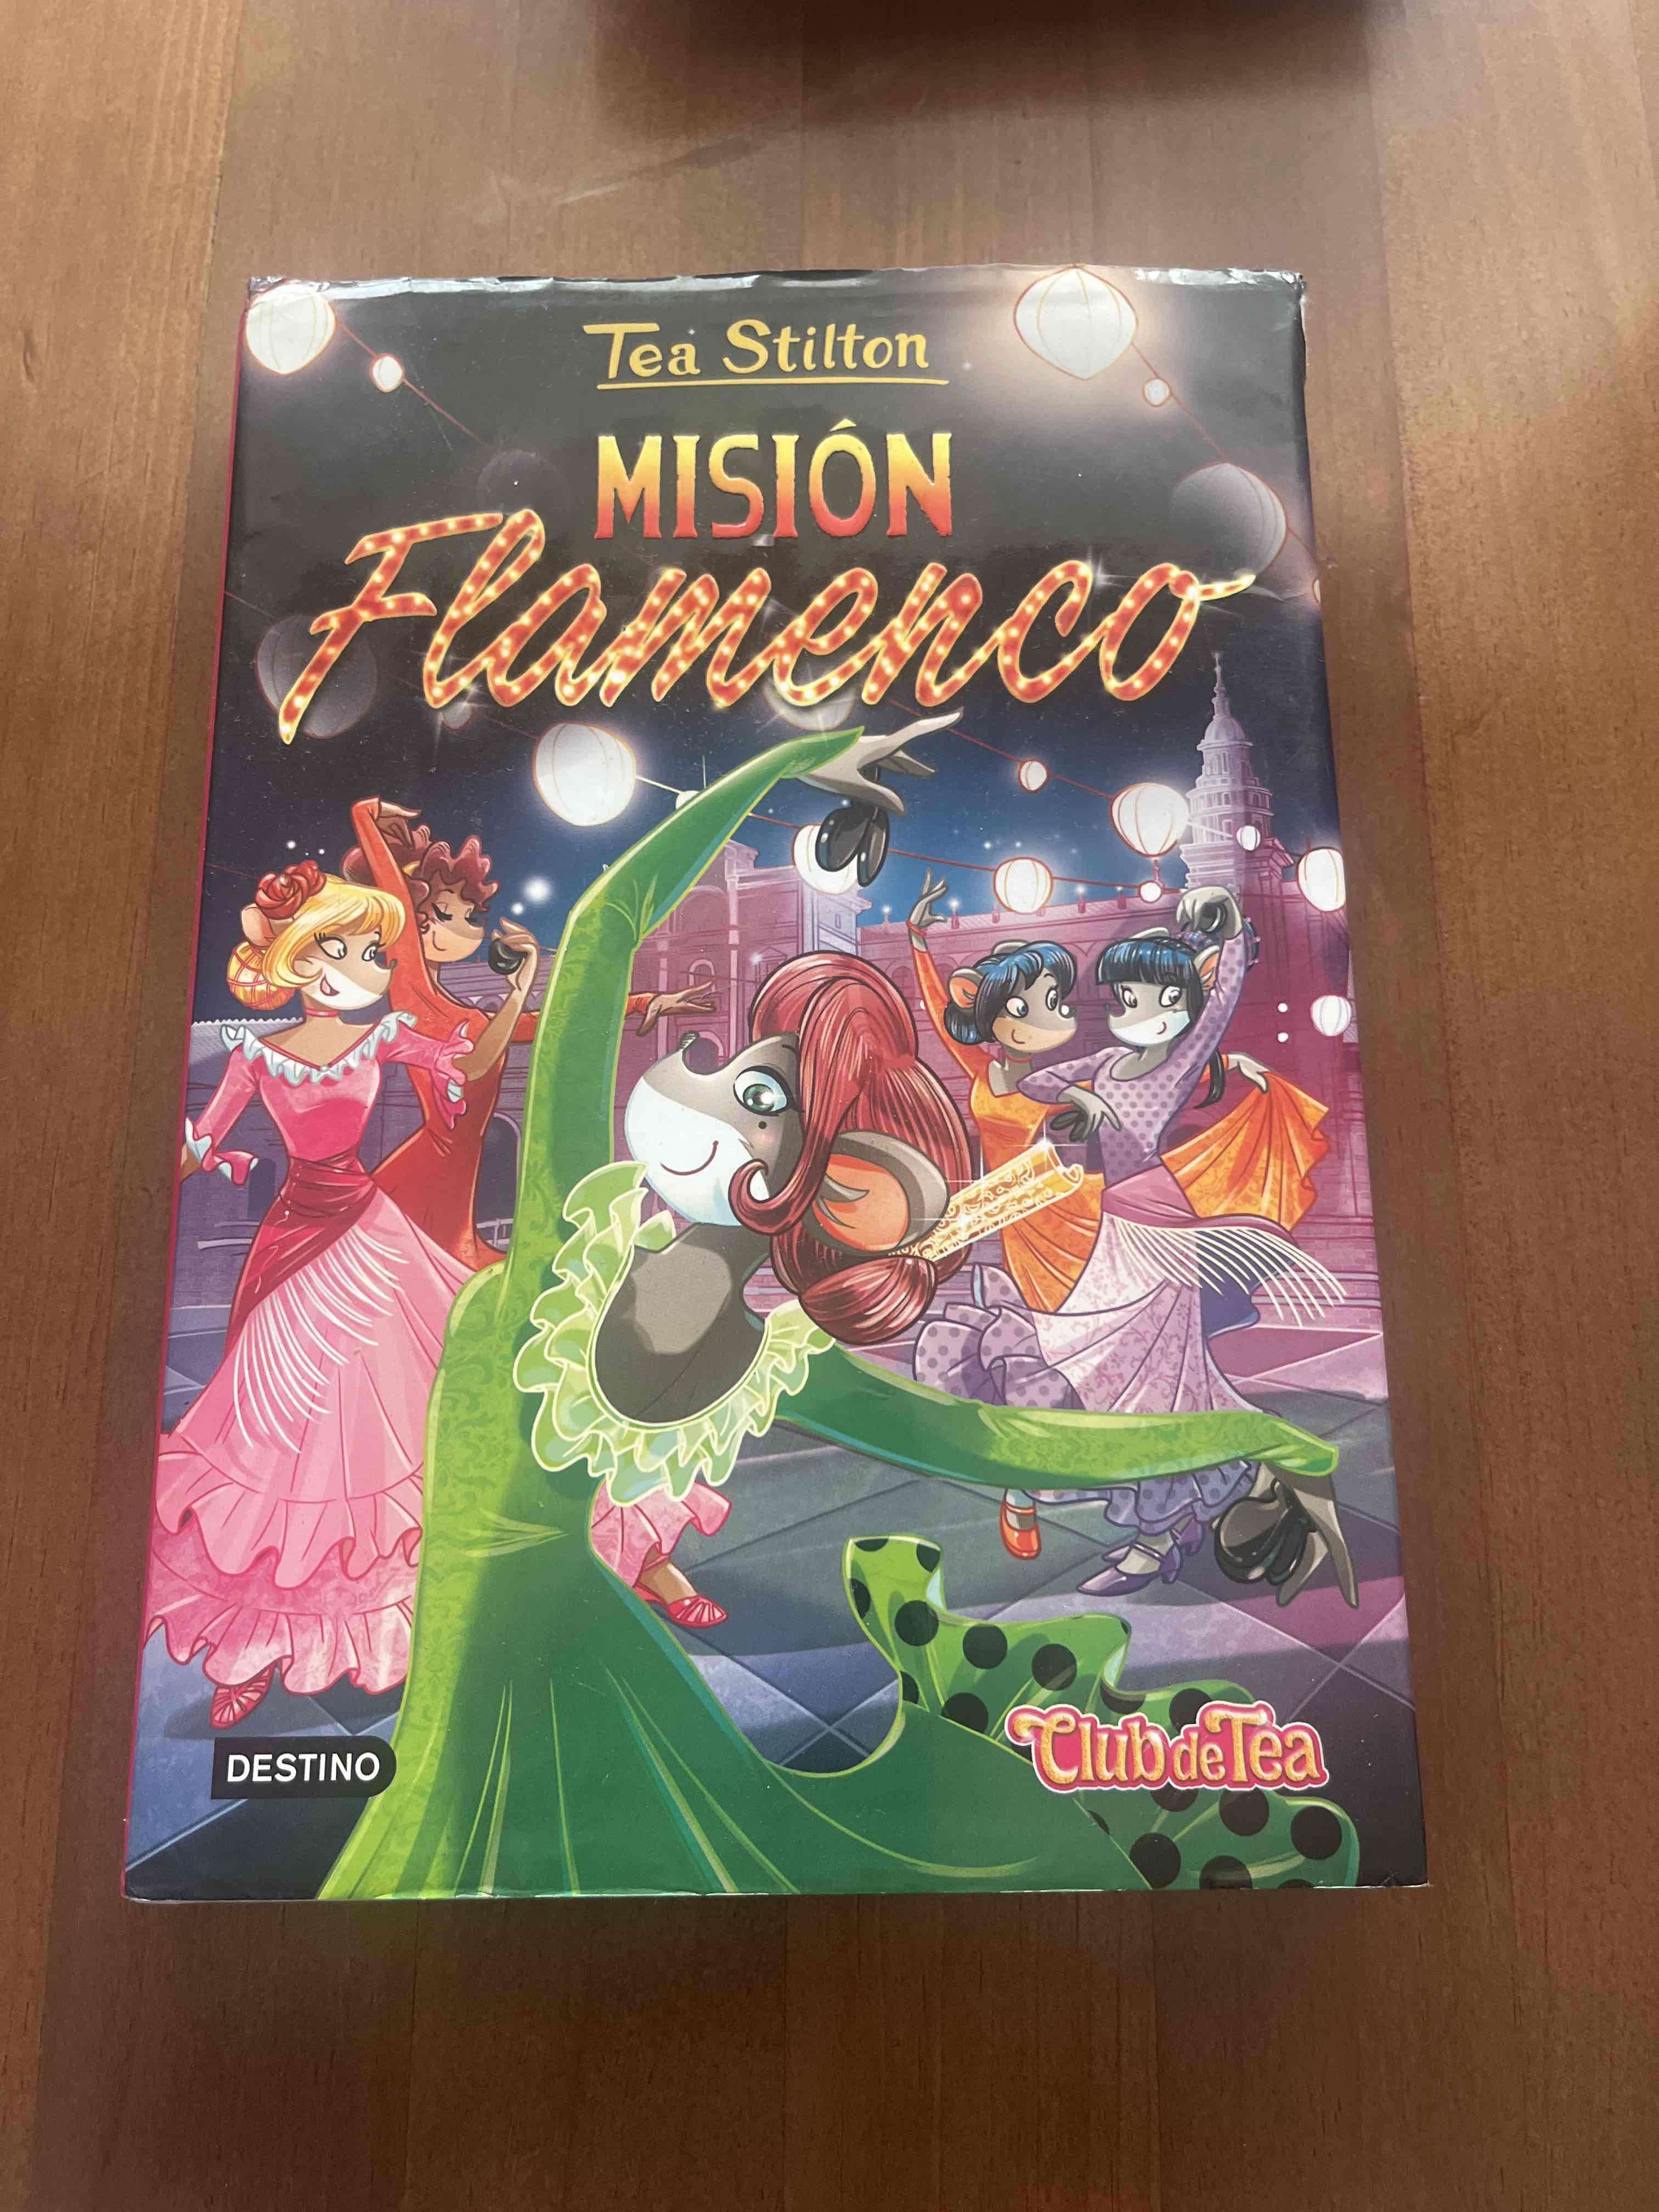 Tea Stilton
MISIÓN
Flamenco
DESTINO
Club de Tea